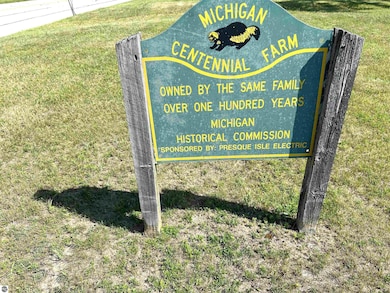 MICHIGAN
CENTENNIAL FARM
OWNED BY THE SAME FAMILY
OVER ONE HUNDRED YEARS
MICHIGAN
HISTORICAL COMMISSION
SPONSORED BY: PRESQUE ISLE ELECTRIC